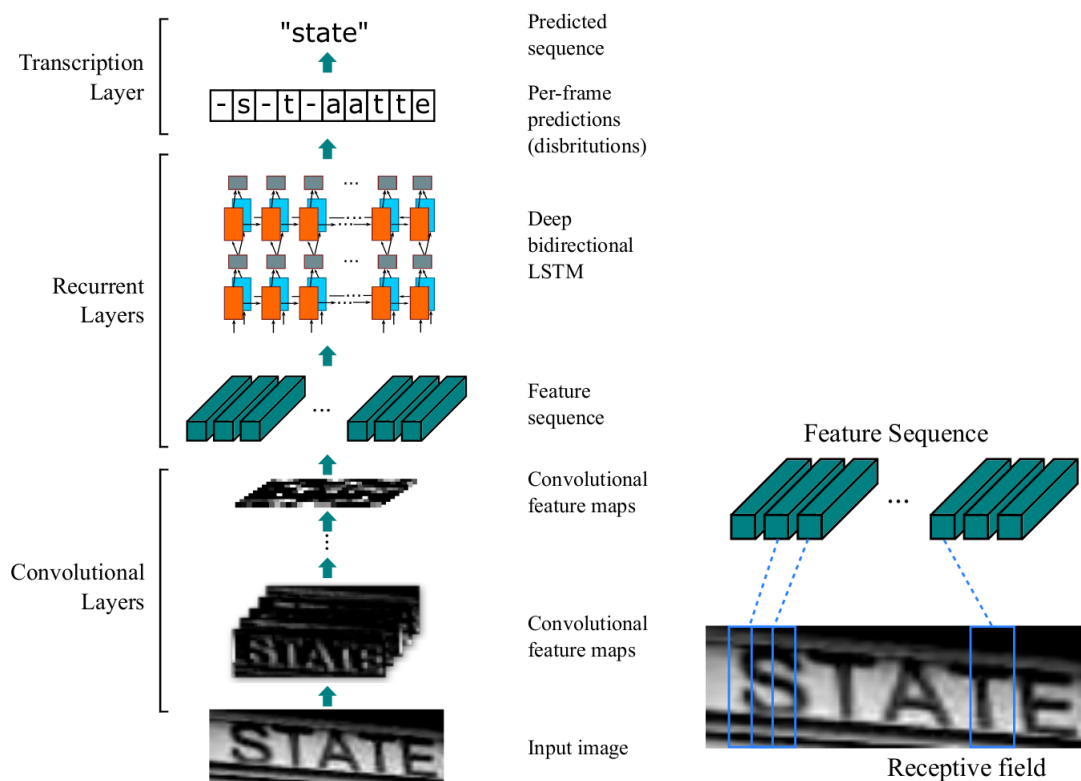 "state"
Predicted
sequence
Transcription
Layer
-s-t-aatte
Per-frame
predictions
(disbritutions)
...
...
...
Deep
bidirectional
LSTM
...
...
...
Recurrent
Layers
...
Feature
sequence
Convolutional
feature maps
...
Convolutional
Layers
STATE
Convolutional
feature maps
STATE
Input image
Feature Sequence
...
STATE
Receptive field